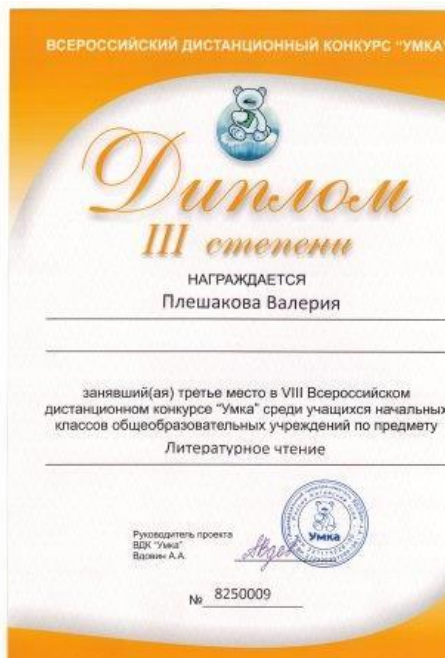 ВСЕРОССИЙСКИЙ ДИСТАНЦИОННЫЙ КОНКУРС "УМКА"
Диплом
III степени
НАГРАЖДАЕТСЯ
Плешакова Валерия
занявший(ая) третье место в VIII Всероссийском
дистанционном конкурсе "Умка" среди учащихся начальных
классов общеобразовательных учреждений по предмету
Литературное чтение
Руководитель проекта
ВДК "Умка"
Вдовин А.А.
Умка
№ 8250009